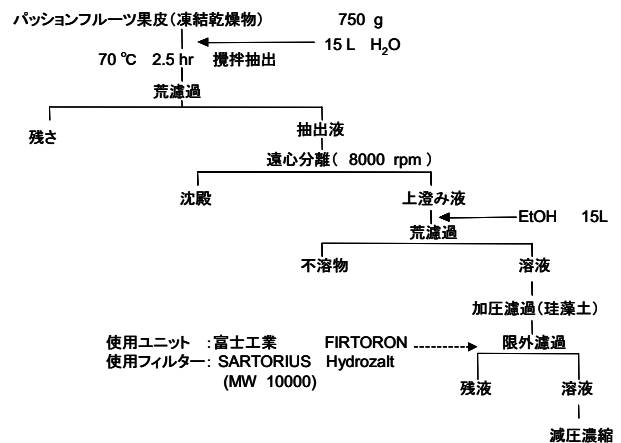 パッションフルーツ果皮（凍結乾燥物） 750 g
15 L H₂O
70 ℃ 2.5 hr 攪拌抽出
荒濾過
残さ
抽出液
遠心分離（ 8000 rpm ）
沈殿
上澄み液
EtOH 15L
荒濾過
不溶物
溶液
加圧濾過（珪藻土）
使用ユニット ：富士工業 FIRTORON
限外濾過
使用フィルター： SARTORIUS Hydrozalt
(MW 10000)
残液
溶液
減圧濃縮